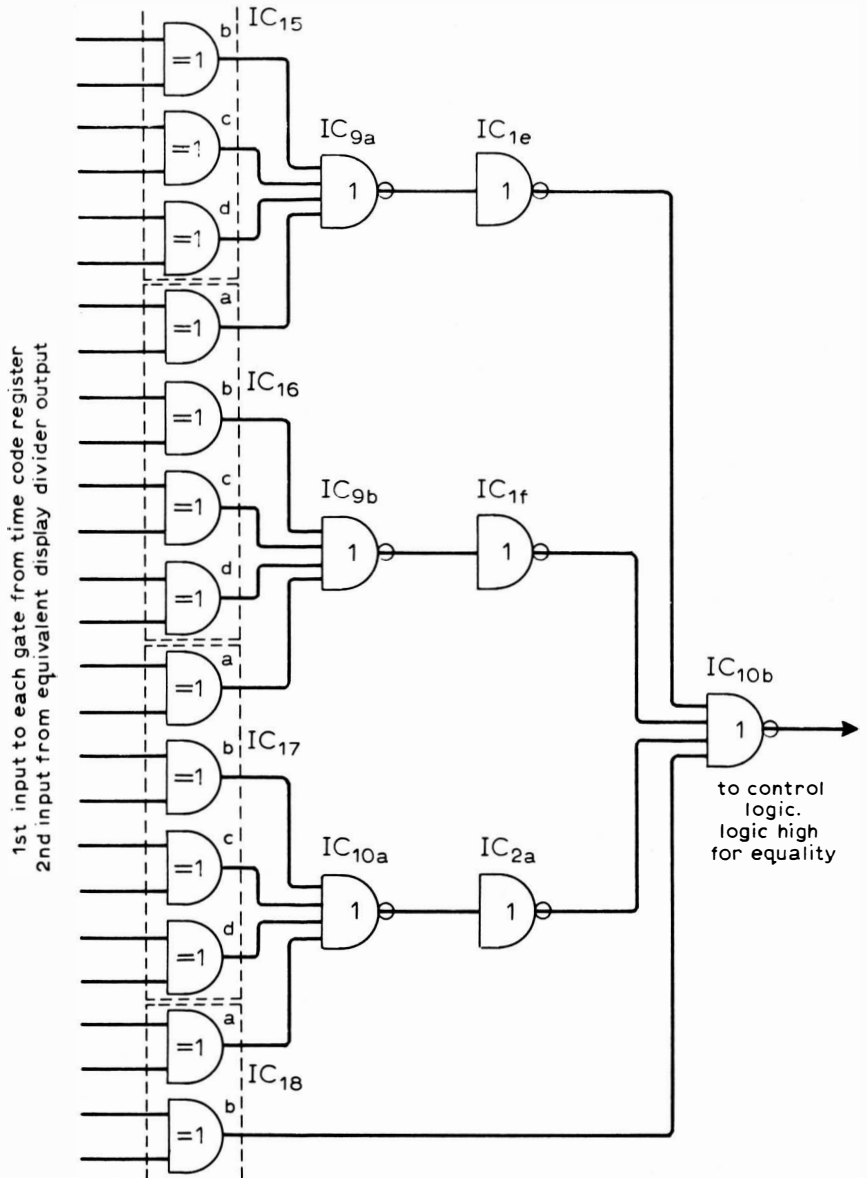 IC15
b
=1
c
=1
IC9a
IC1e
1
1
d
=1
a
=1
1st input to each gate from time code register
2nd input from equivalent display divider output
b
IC16
=1
c
=1
IC9b
IC1f
1
1
d
=1
a
=1
IC10b
b
IC17
=1
1
to control
logic.
logic high
for equality
c
=1
IC10a
IC2a
1
1
d
=1
a
=1
IC18
b
=1